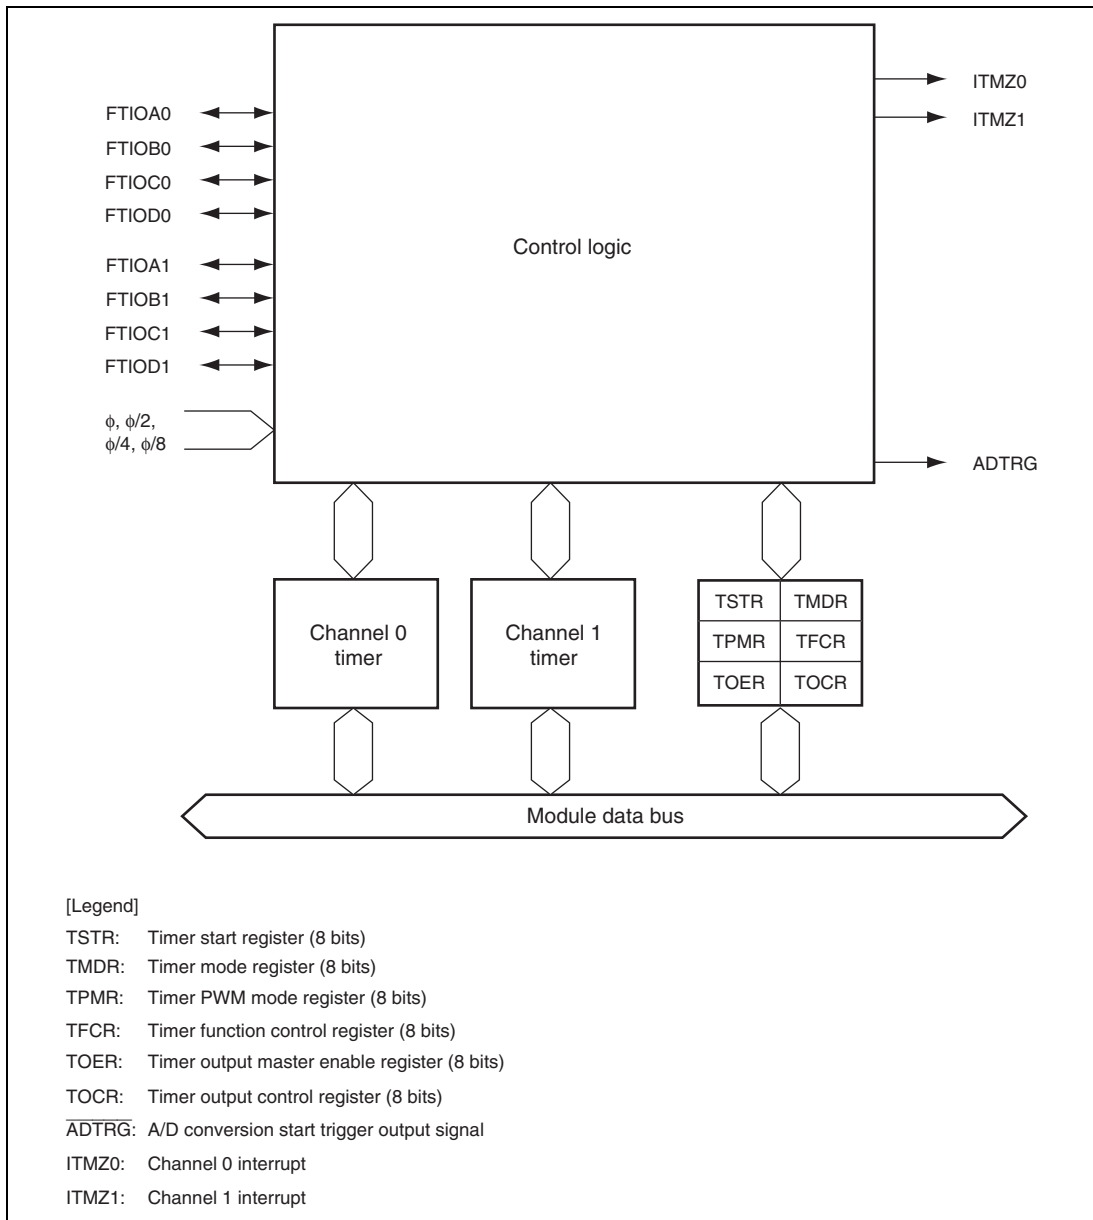 ITMZ0
FTIOA0
ITMZ1
FTIOB0
FTIOC0
FTIOD0
Control logic
FTIOA1
FTIOB1
FTIOC1
FTIOD1
ϕ, ϕ/2,
ϕ/4, ϕ/8
ADTRG
Channel 0
timer
Channel 1
timer
TSTR TMDR
TPMR TFCR
TOER TOCR
Module data bus
[Legend]
TSTR: Timer start register (8 bits)
TMDR: Timer mode register (8 bits)
TPMR: Timer PWM mode register (8 bits)
TFCR: Timer function control register (8 bits)
TOER: Timer output master enable register (8 bits)
TOCR: Timer output control register (8 bits)
A̅D̅T̅R̅G̅: A/D conversion start trigger output signal
ITMZ0: Channel 0 interrupt
ITMZ1: Channel 1 interrupt